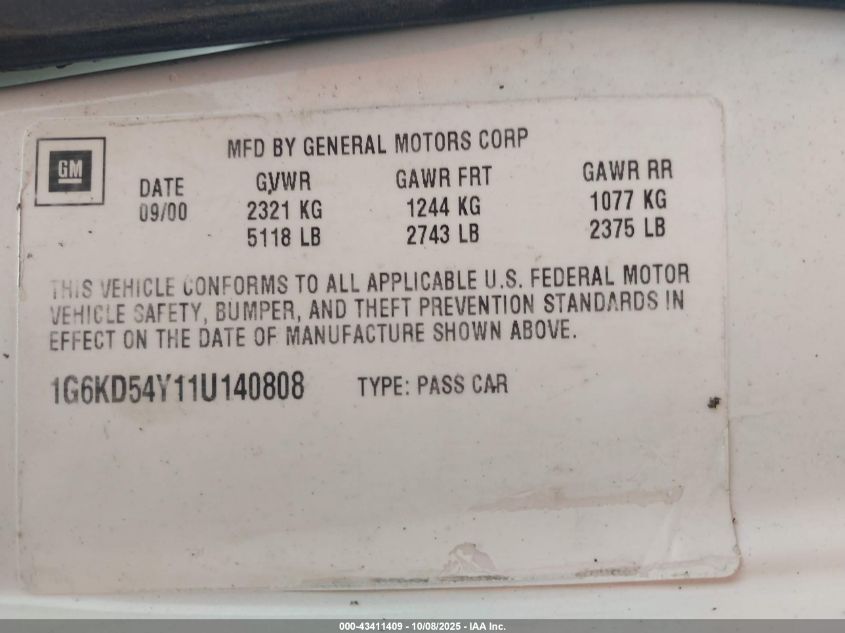 GM
MFD BY GENERAL MOTORS CORP
DATE GVWR GAWR FRT GAWR RR
09/00 2321 KG 1244 KG 1077 KG
5118 LB 2743 LB 2375 LB
THIS VEHICLE CONFORMS TO ALL APPLICABLE U.S. FEDERAL MOTOR
VEHICLE SAFETY, BUMPER, AND THEFT PREVENTION STANDARDS IN
EFFECT ON THE DATE OF MANUFACTURE SHOWN ABOVE.
1G6KD54Y11U140808 TYPE: PASS CAR
000-43411409 - 10/08/2025 - IAA Inc.